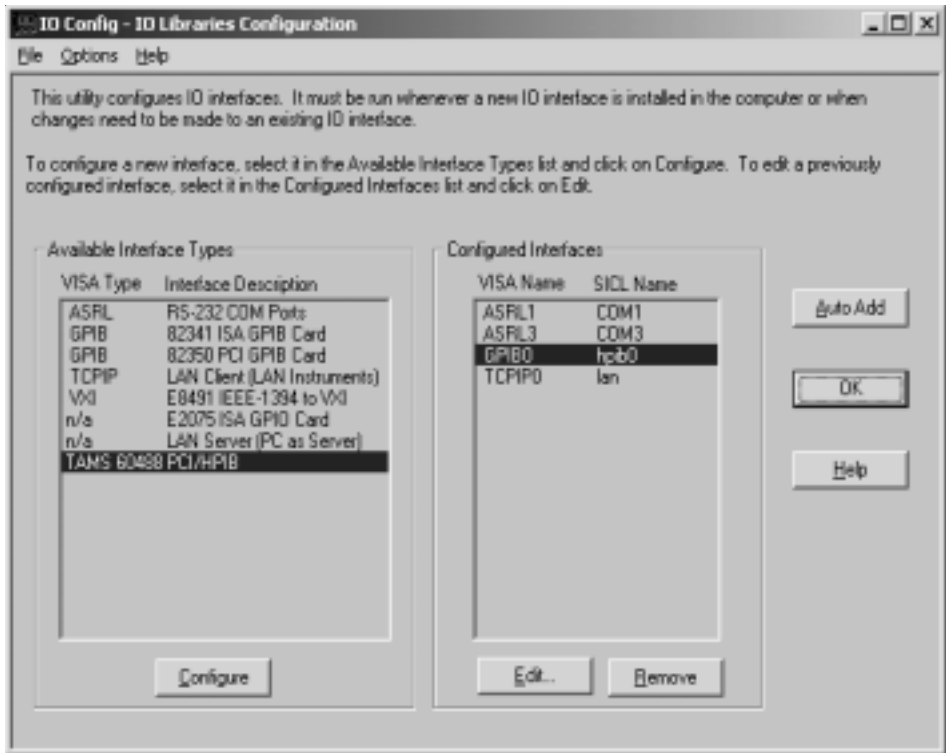 IO Config - IO Libraries Configuration
File Options Help
This utility configures IO interfaces. It must be run whenever a new IO interface is installed in the computer or when
changes need to be made to an existing IO interface.
To configure a new interface, select it in the Available Interface Types list and click on Configure. To edit a previously
configured interface, select it in the Configured Interfaces list and click on Edit.
Available Interface Types
VISA Type Interface Description
ASRL RS-232 COM Ports
GPIB 82341 ISA GPIB Card
GPIB 82350 PCI GPIB Card
TCPIP LAN Client (LAN Instruments)
VXI E8491 IEEE-1394 to VXI
n/a E2075 ISA GPIO Card
n/a LAN Server (PC as Server)
TAMS 60488 PCI/HPIB
Configure
Configured Interfaces
VISA Name SICL Name
ASRL1 COM1
ASRL3 COM3
GPIB0 hpib0
TCPIP0 lan
Edit...
Remove
Auto Add
OK
Help